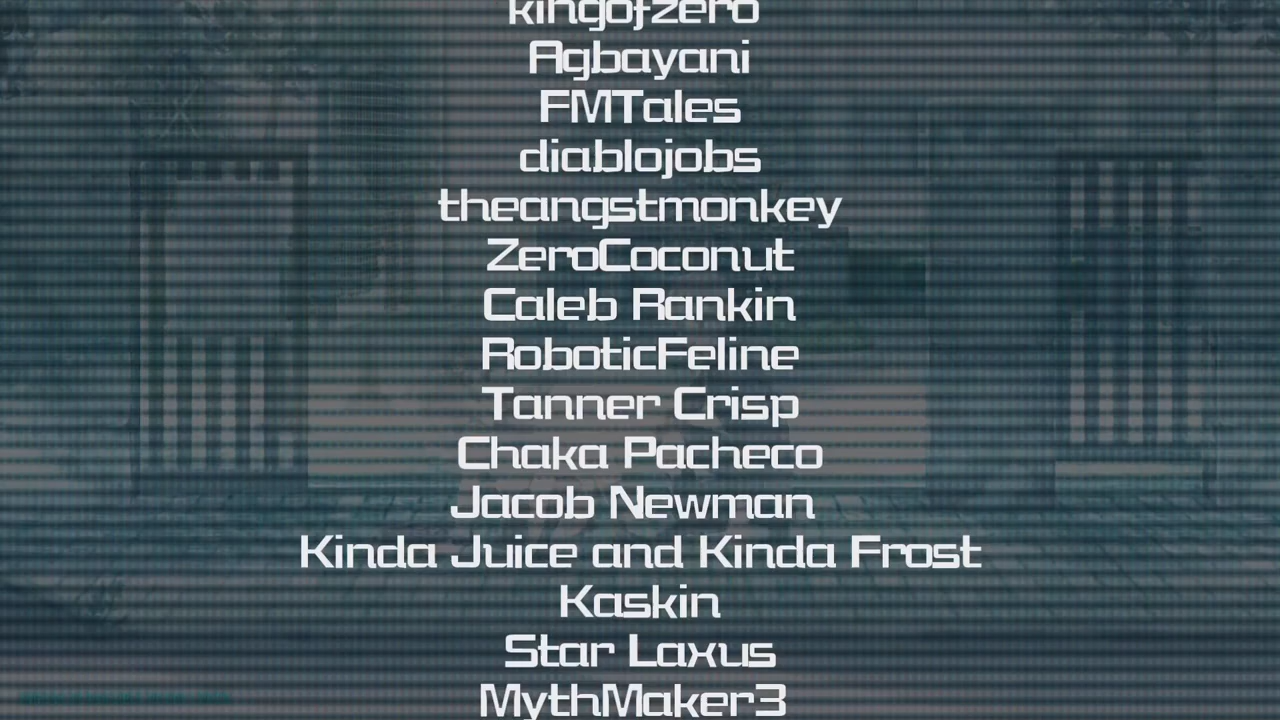 kingofzero
Agbayani
FMTales
diablojobs
theangstmonkey
ZeroCoconut
Caleb Rankin
RoboticFeline
Tanner Crisp
Chaka Pacheco
Jacob Newman
Kinda Juice and Kinda Frost
Kaskin
Star Laxus
MythMaker3